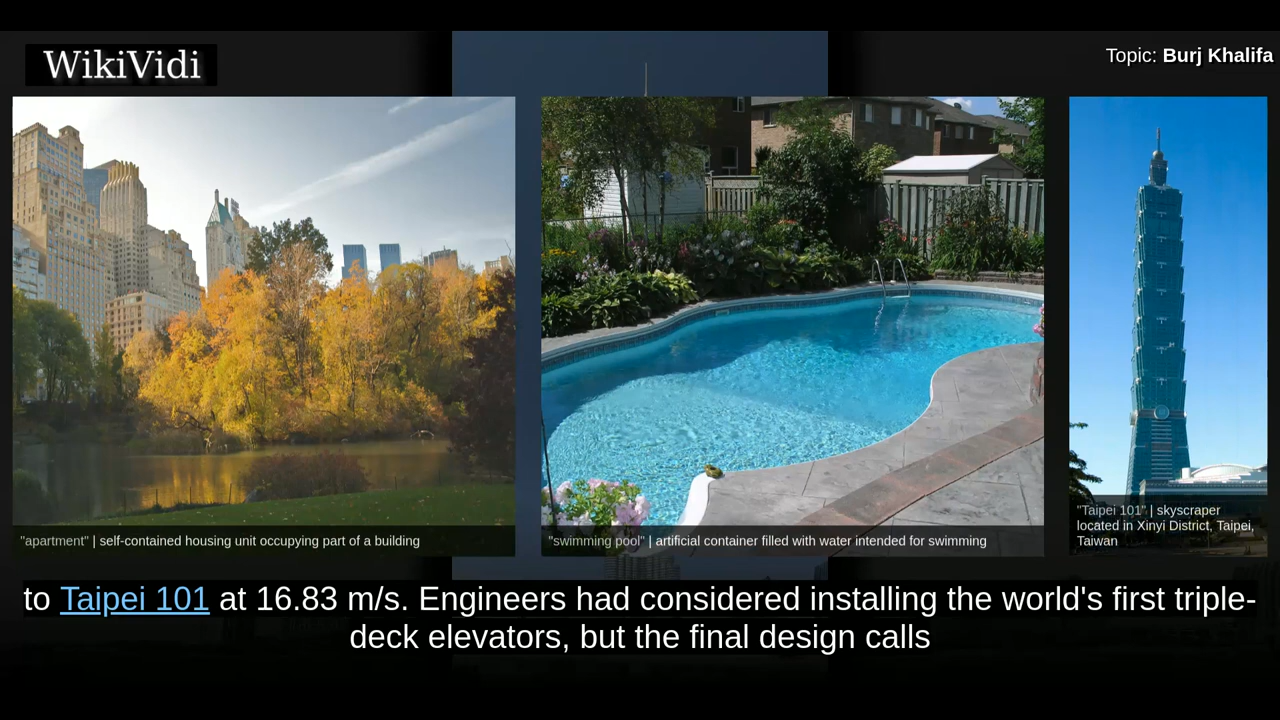 WikiVidi
Topic: Burj Khalifa
"apartment" | self-contained housing unit occupying part of a building
"swimming pool" | artificial container filled with water intended for swimming
"Taipei 101" | skyscraper
located in Xinyi District, Taipei,
Taiwan
to Taipei 101 at 16.83 m/s. Engineers had considered installing the world's first triple-
deck elevators, but the final design calls